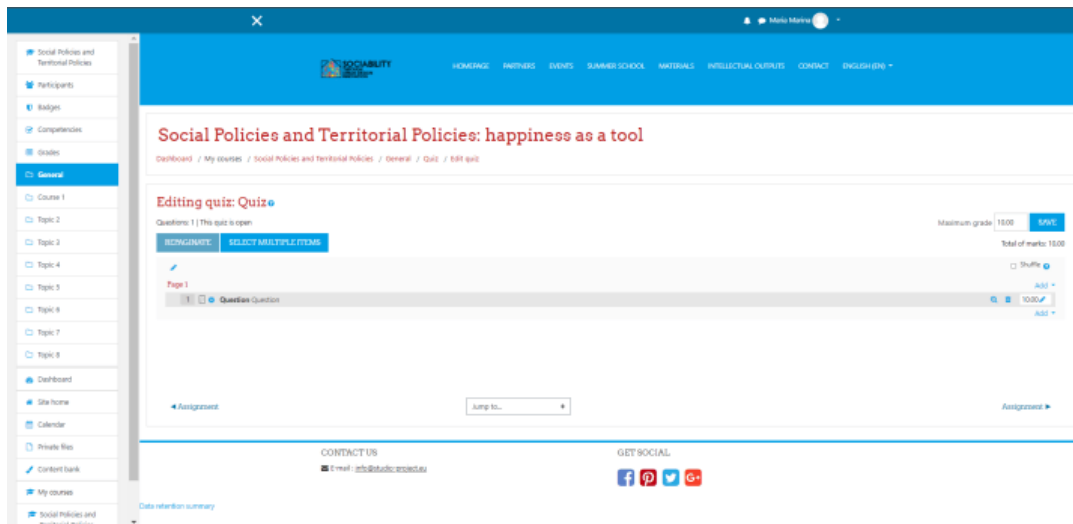 Maria Marina
Social Policies and
Territorial Policies
Participants
Badges
Competencies
Grades
General
Course 1
Topic 2
Topic 3
Topic 4
Topic 5
Topic 6
Topic 7
Topic 8
Dashboard
Site home
Calendar
Private files
Content bank
My courses
Social Policies and
SOCIABILITY
HOMEPAGE PARTNERS EVENTS SUMMER SCHOOL MATERIALS INTELLECTUAL OUTPUTS CONTACT ENGLISH (EN)
Social Policies and Territorial Policies: happiness as a tool
Dashboard / My courses / Social Policies and Territorial Policies / General / Quiz / Edit quiz
Editing quiz: Quiz
Questions: 1 | This quiz is open
Maximum grade 10.00 SAVE
REPAGINATE SELECT MULTIPLE ITEMS
Total of marks: 10.00
Shuffle
Page 1
Add
1 Question Question 10.00
Add
◄ Assignment
Jump to...
Assignment ►
CONTACT US
E-mail : info@studio-project.eu
GET SOCIAL
Data retention summary